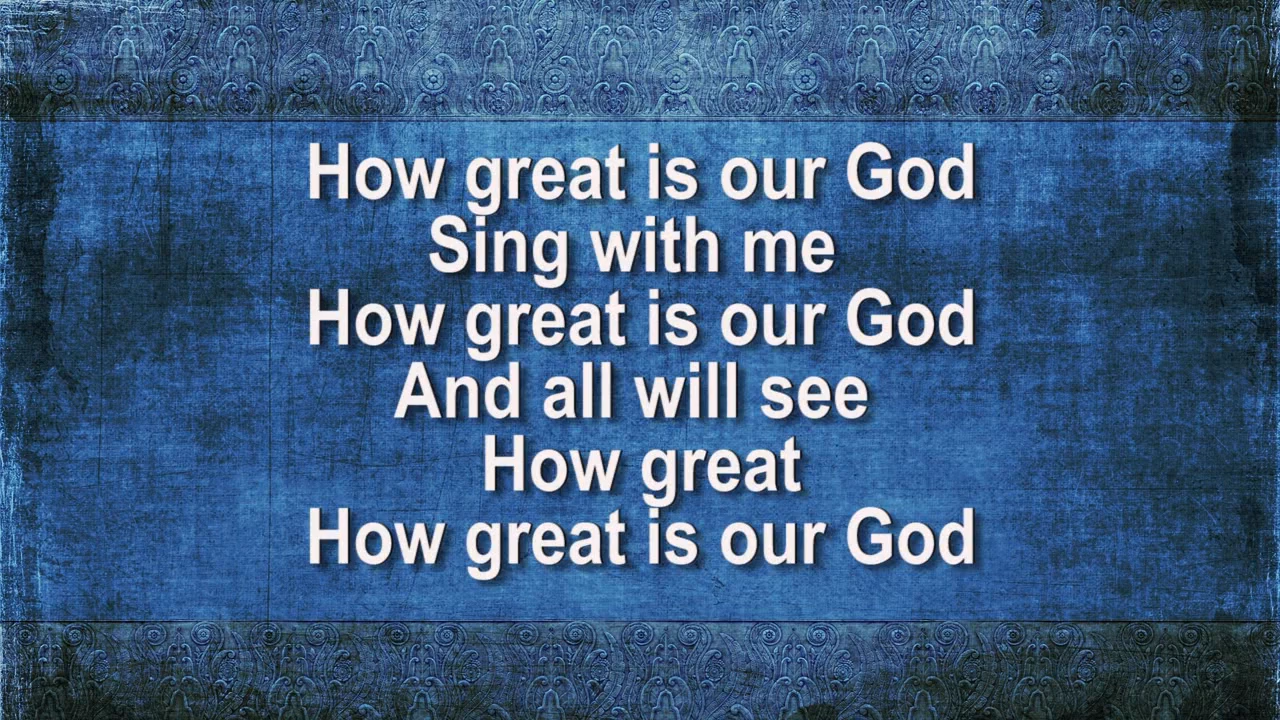 How great is our God
Sing with me
How great is our God
And all will see
How great
How great is our God